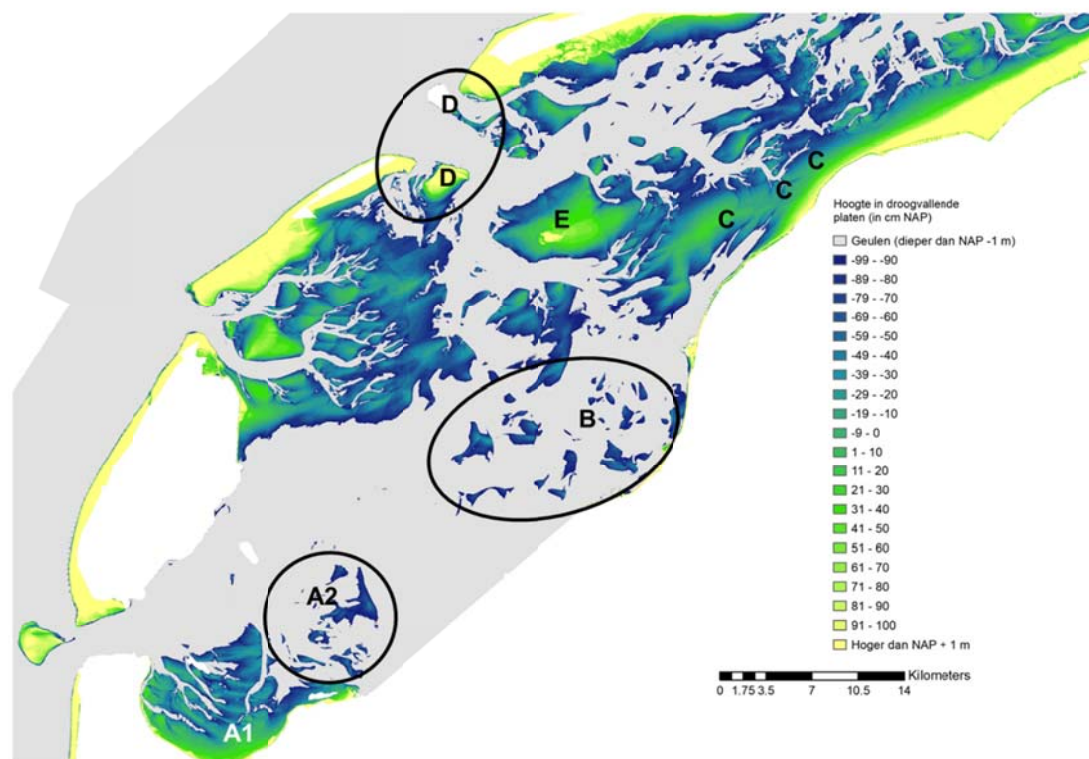 D
D
C
C
C
E
B
A2
A1
Hoogte in droogvallende
platen (in cm NAP)
Geulen (dieper dan NAP -1 m)
-99 - -90
-89 - -80
-79 - -70
-69 - -60
-59 - -50
-49 - -40
-39 - -30
-29 - -20
-19 - -10
-9 - 0
1 - 10
11 - 20
21 - 30
31 - 40
41 - 50
51 - 60
61 - 70
71 - 80
81 - 90
91 - 100
Hoger dan NAP + 1 m
Kilometers
0 1.75 3.5 7 10.5 14